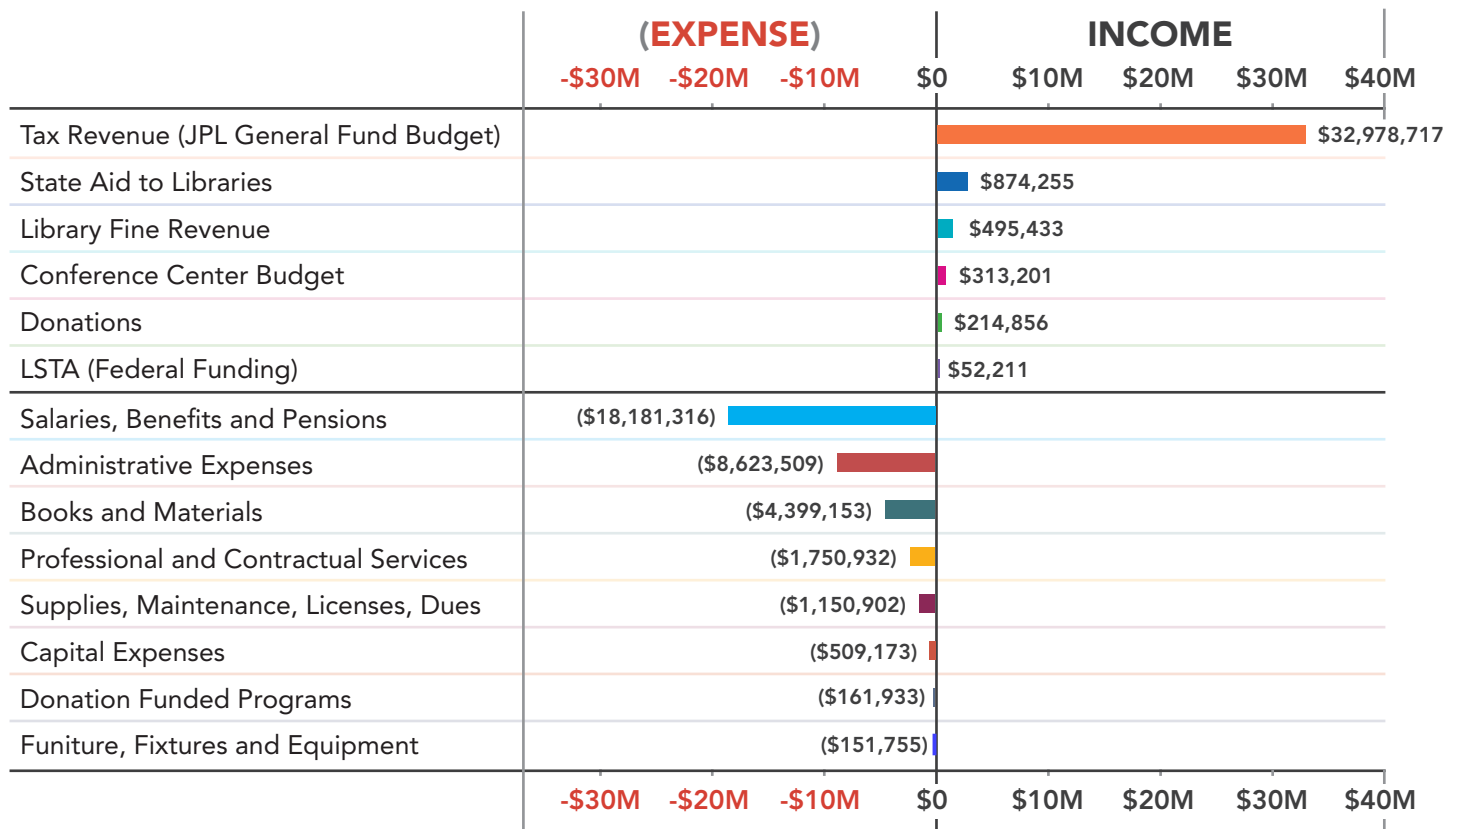 (EXPENSE) INCOME
-$30M -$20M -$10M $0 $10M $20M $30M $40M
Tax Revenue (JPL General Fund Budget) $32,978,717
State Aid to Libraries $874,255
Library Fine Revenue $495,433
Conference Center Budget $313,201
Donations $214,856
LSTA (Federal Funding) $52,211
Salaries, Benefits and Pensions ($18,181,316)
Administrative Expenses ($8,623,509)
Books and Materials ($4,399,153)
Professional and Contractual Services ($1,750,932)
Supplies, Maintenance, Licenses, Dues ($1,150,902)
Capital Expenses ($509,173)
Donation Funded Programs ($161,933)
Funiture, Fixtures and Equipment ($151,755)
-$30M -$20M -$10M $0 $10M $20M $30M $40M